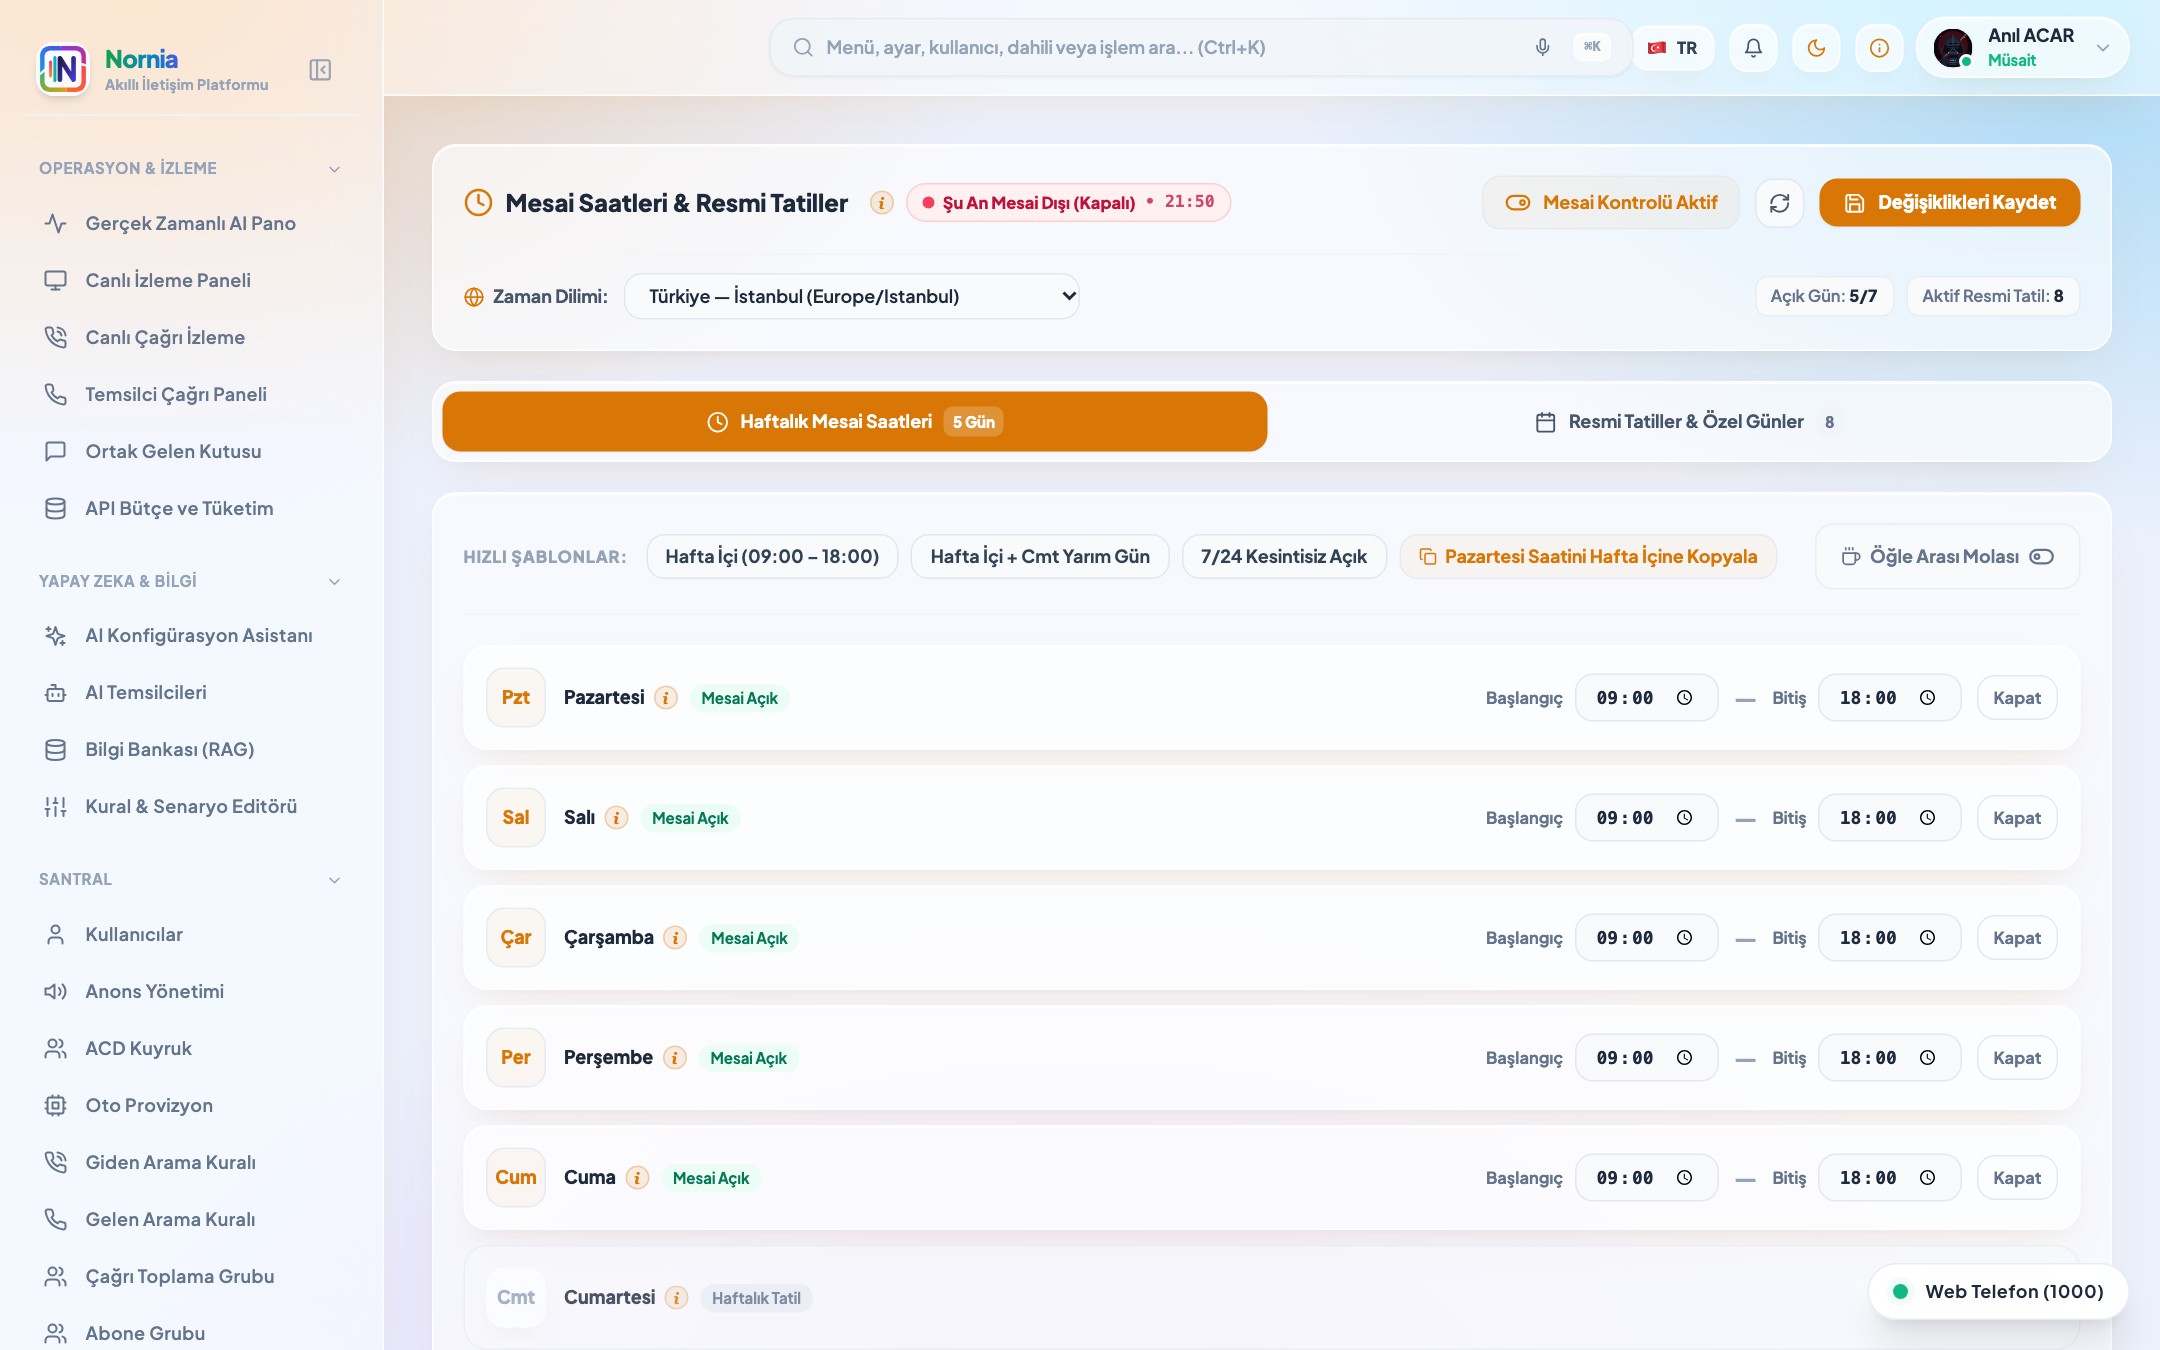 Nornia
Akıllı İletişim Platformu
Menü, ayar, kullanıcı, dahili veya işlem ara... (Ctrl+K)
⌘K
TR
Anıl ACAR
Müsait
OPERASYON & İZLEME
Gerçek Zamanlı AI Pano
Canlı İzleme Paneli
Canlı Çağrı İzleme
Temsilci Çağrı Paneli
Ortak Gelen Kutusu
API Bütçe ve Tüketim
YAPAY ZEKA & BİLGİ
AI Konfigürasyon Asistanı
AI Temsilcileri
Bilgi Bankası (RAG)
Kural & Senaryo Editörü
SANTRAL
Kullanıcılar
Anons Yönetimi
ACD Kuyruk
Oto Provizyon
Giden Arama Kuralı
Gelen Arama Kuralı
Çağrı Toplama Grubu
Abone Grubu
Mesai Saatleri & Resmi Tatiller
Şu An Mesai Dışı (Kapalı) • 21:50
Mesai Kontrolü Aktif
Değişiklikleri Kaydet
Zaman Dilimi: Türkiye — İstanbul (Europe/Istanbul)
Açık Gün: 5/7
Aktif Resmi Tatil: 8
Haftalık Mesai Saatleri 5 Gün
Resmi Tatiller & Özel Günler 8
HIZLI ŞABLONLAR: Hafta İçi (09:00 – 18:00) Hafta İçi + Cmt Yarım Gün 7/24 Kesintisiz Açık Pazartesi Saatini Hafta İçine Kopyala Öğle Arası Molası
Pzt Pazartesi i Mesai Açık Başlangıç 09:00 — Bitiş 18:00 Kapat
Sal Salı i Mesai Açık Başlangıç 09:00 — Bitiş 18:00 Kapat
Çar Çarşamba i Mesai Açık Başlangıç 09:00 — Bitiş 18:00 Kapat
Per Perşembe i Mesai Açık Başlangıç 09:00 — Bitiş 18:00 Kapat
Cum Cuma i Mesai Açık Başlangıç 09:00 — Bitiş 18:00 Kapat
Cmt Cumartesi i Haftalık Tatil
Web Telefon (1000)